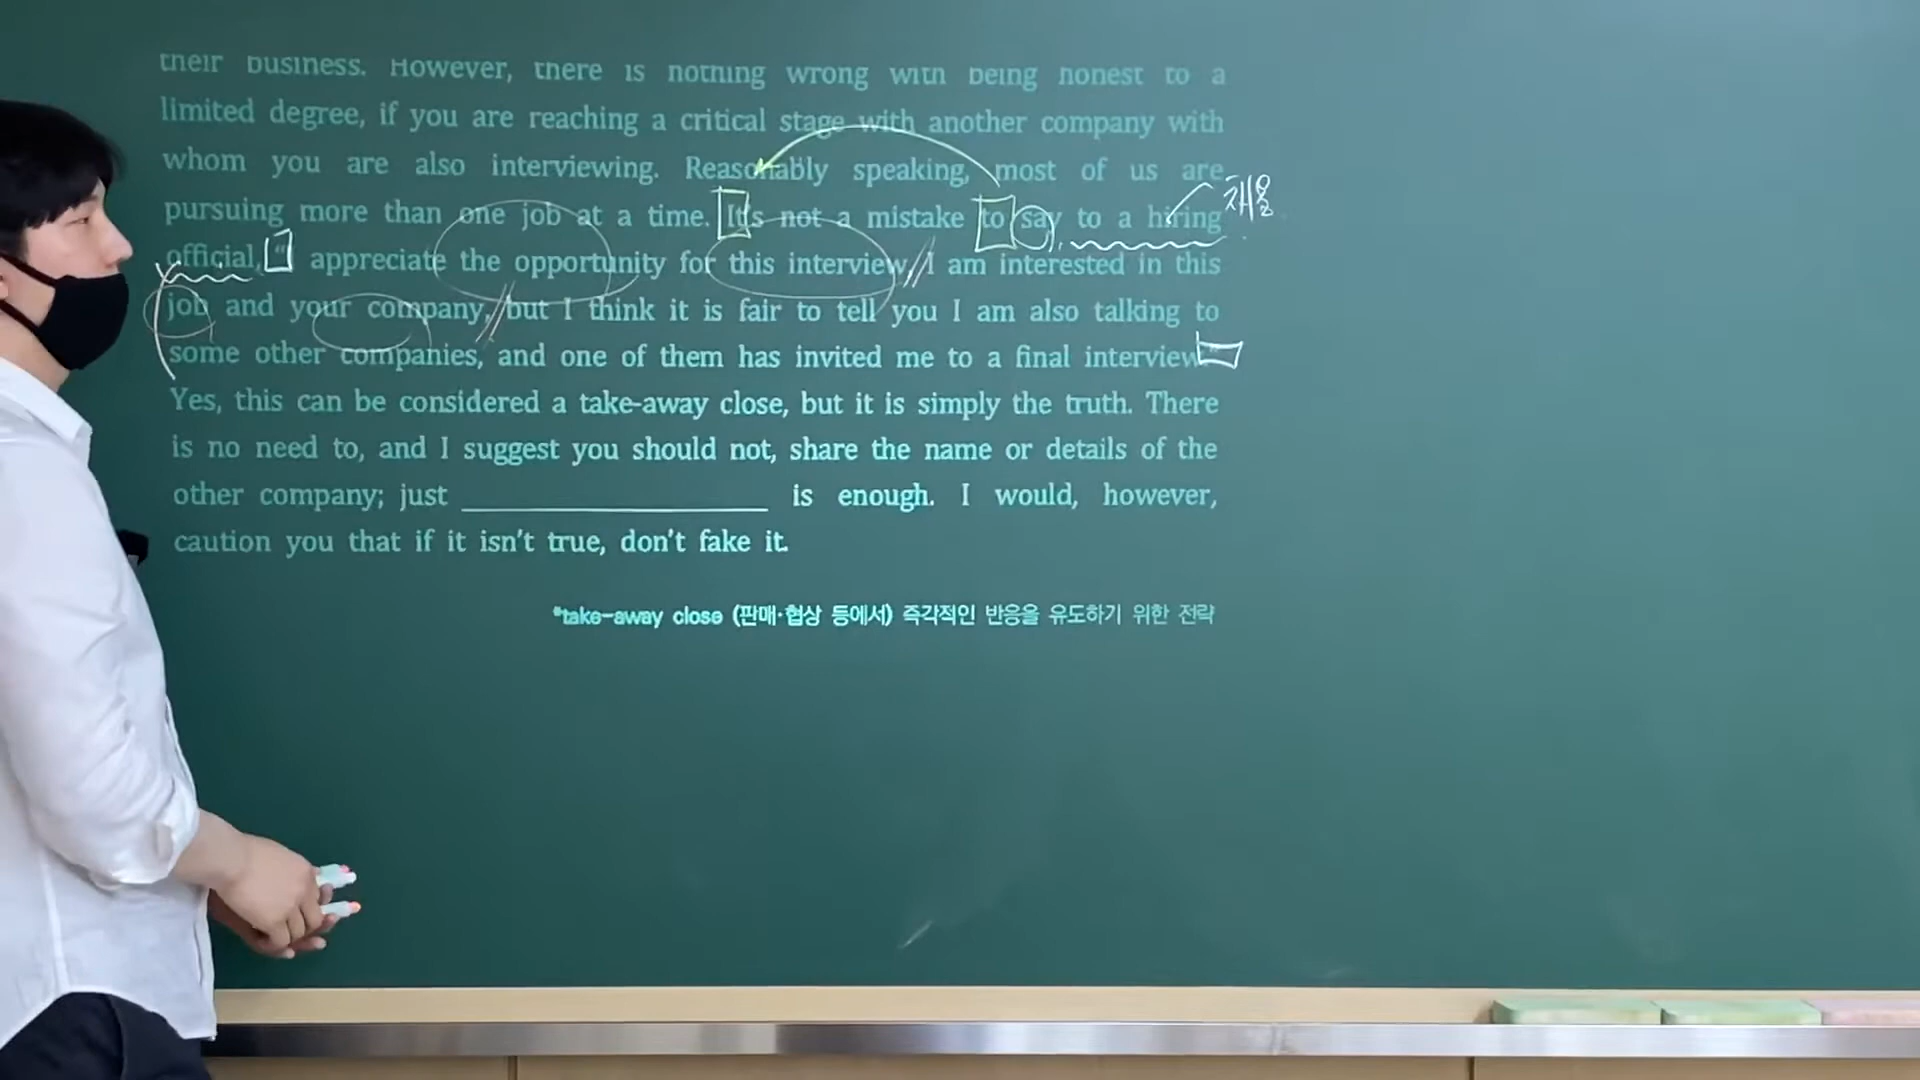 their business. However, there is nothing wrong with being honest to a
limited degree, if you are reaching a critical stage with another company with
whom you are also interviewing. Reasonably speaking, most of us are
pursuing more than one job at a time. It's not a mistake to say to a hiring
채용
official, " appreciate the opportunity for this interview, I am interested in this
job and your company, but I think it is fair to tell you I am also talking to
some other companies, and one of them has invited me to a final interview."
Yes, this can be considered a take-away close, but it is simply the truth. There
is no need to, and I suggest you should not, share the name or details of the
other company; just ____________ is enough. I would, however,
caution you that if it isn't true, don't fake it.
*take-away close (판매·협상 등에서) 즉각적인 반응을 유도하기 위한 전략